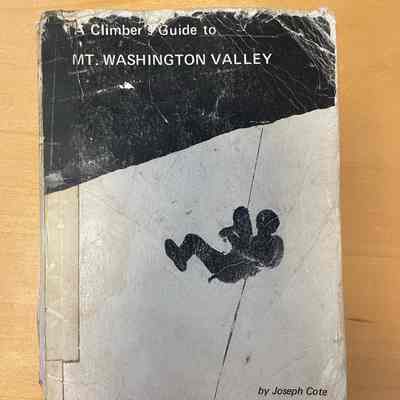 A Climber's Guide to
MT. WASHINGTON VALLEY
by Joseph Cote